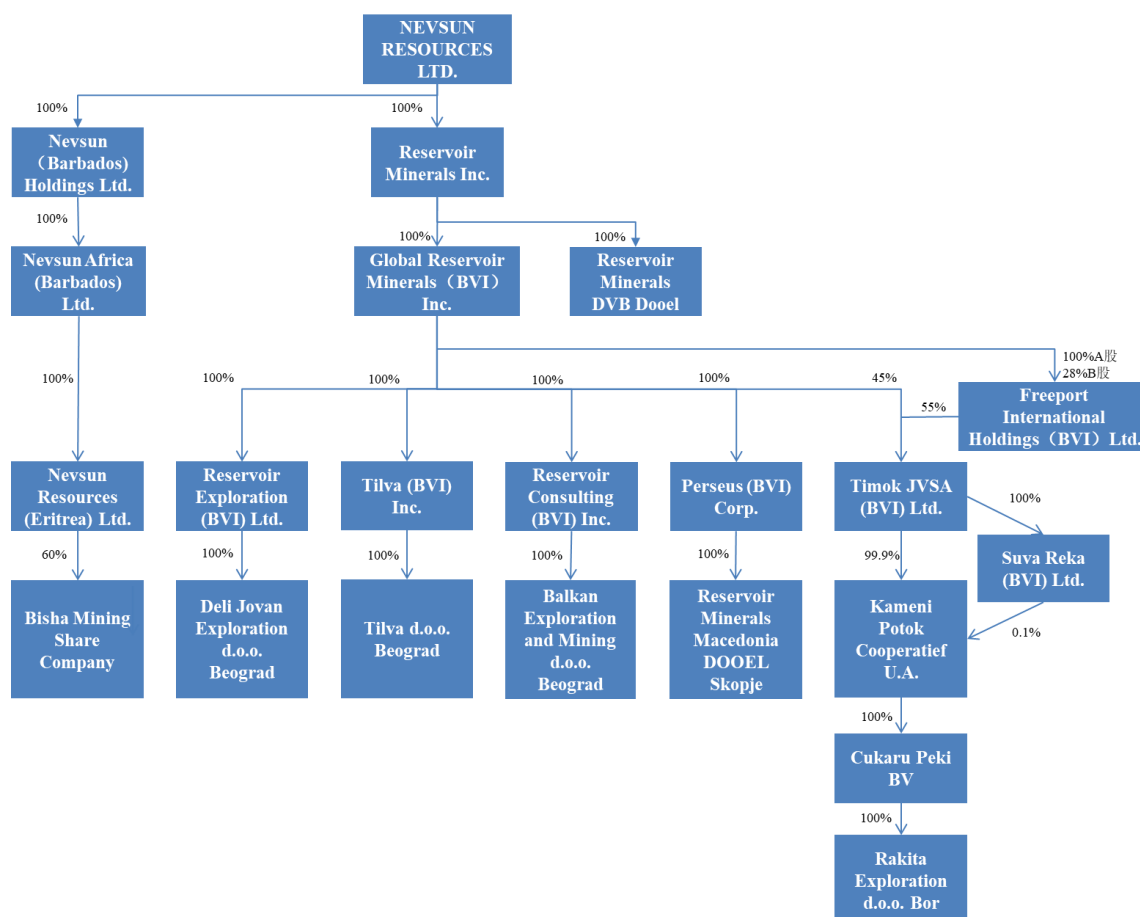 NEVSUN
RESOURCES
LTD.
100%
100%
Nevsun
（Barbados)
Holdings Ltd.
Reservoir
Minerals Inc.
100%
100%
100%
Nevsun Africa
(Barbados)
Ltd.
Global Reservoir
Minerals（BVI）
Inc.
Reservoir
Minerals
DVB Dooel
100%A股
28%B股
100%
100%
100%
100%
100%
45%
55%
Freeport
International
Holdings（BVI）Ltd.
Nevsun
Resources
(Eritrea) Ltd.
Reservoir
Exploration
(BVI) Ltd.
Tilva (BVI)
Inc.
Reservoir
Consulting
(BVI) Inc.
Perseus (BVI)
Corp.
Timok JVSA
(BVI) Ltd.
100%
60%
100%
100%
100%
100%
99.9%
Suva Reka
(BVI) Ltd.
Bisha Mining
Share
Company
Deli Jovan
Exploration
d.o.o.
Beograd
Tilva d.o.o.
Beograd
Balkan
Exploration
and Mining
d.o.o.
Beograd
Reservoir
Minerals
Macedonia
DOOEL
Skopje
Kameni
Potok
Cooperatief
U.A.
0.1%
100%
Cukaru Peki
BV
100%
Rakita
Exploration
d.o.o. Bor